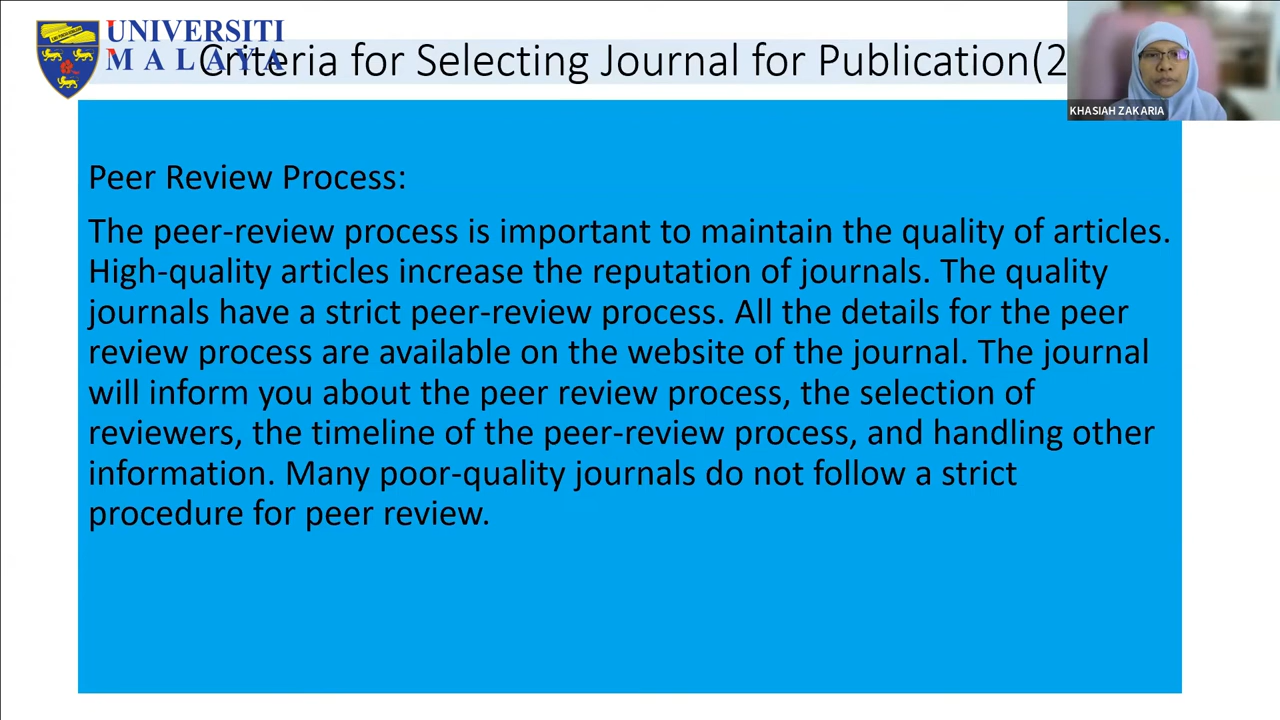 UNIVERSITI
MALAYA
Criteria for Selecting Journal for Publication(2
KHASIAH ZAKARIA
Peer Review Process:
The peer-review process is important to maintain the quality of articles.
High-quality articles increase the reputation of journals. The quality
journals have a strict peer-review process. All the details for the peer
review process are available on the website of the journal. The journal
will inform you about the peer review process, the selection of
reviewers, the timeline of the peer-review process, and handling other
information. Many poor-quality journals do not follow a strict
procedure for peer review.